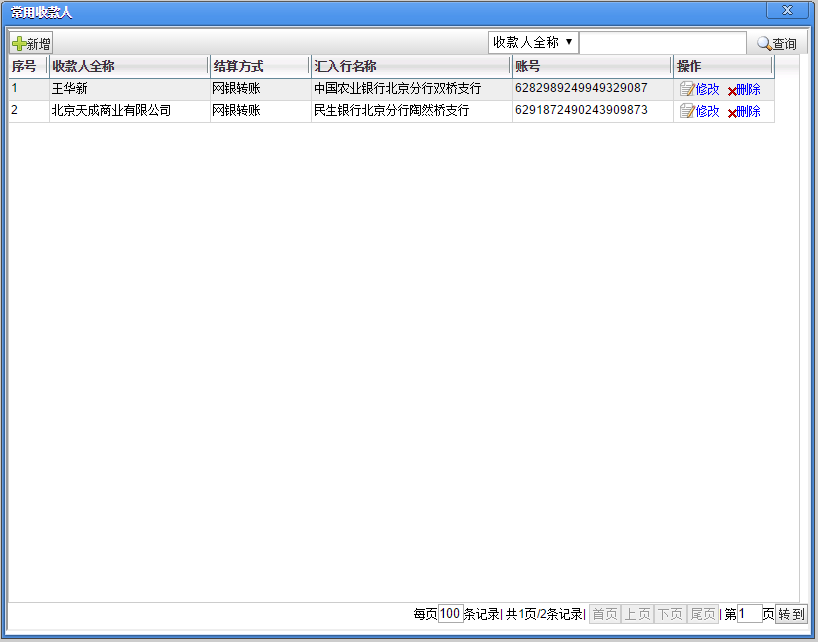 常用收款人
新增 收款人全称 查询
序号 收款人全称 结算方式 汇入行名称 账号 操作
1 王华新 网银转账 中国农业银行北京分行双桥支行 6282989249949329087 修改 删除
2 北京天成商业有限公司 网银转账 民生银行北京分行陶然桥支行 6291872490243909873 修改 删除
每页100条记录| 共1页/2条记录| 首页 上页 下页 尾页 | 第1 页 转到